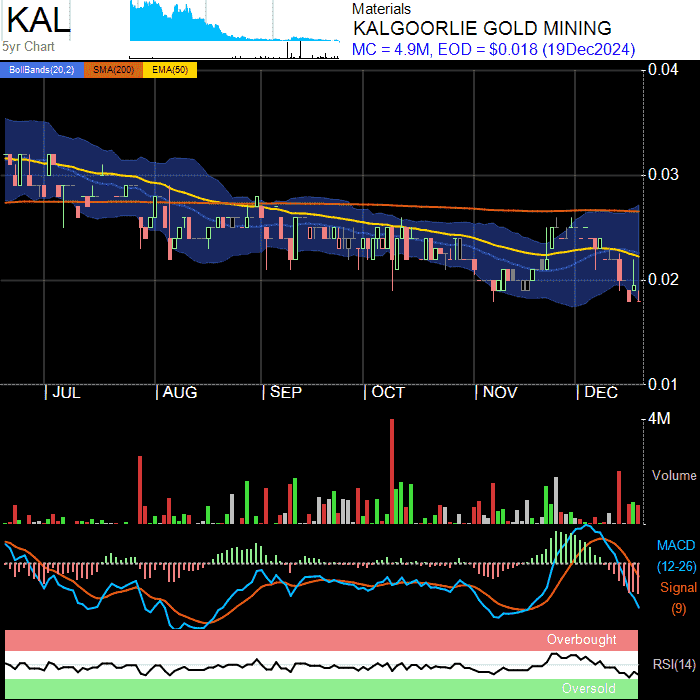 KAL
5yr Chart
Materials
KALGOORLIE GOLD MINING
MC = 4.9M, EOD = $0.018 (19Dec2024)
BollBands(20,2) SMA(200) EMA(50)
0.04
0.03
0.02
0.01
JUL AUG SEP OCT NOV DEC
4M
Volume
MACD
(12-26)
Signal
(9)
Overbought
RSI(14)
Oversold